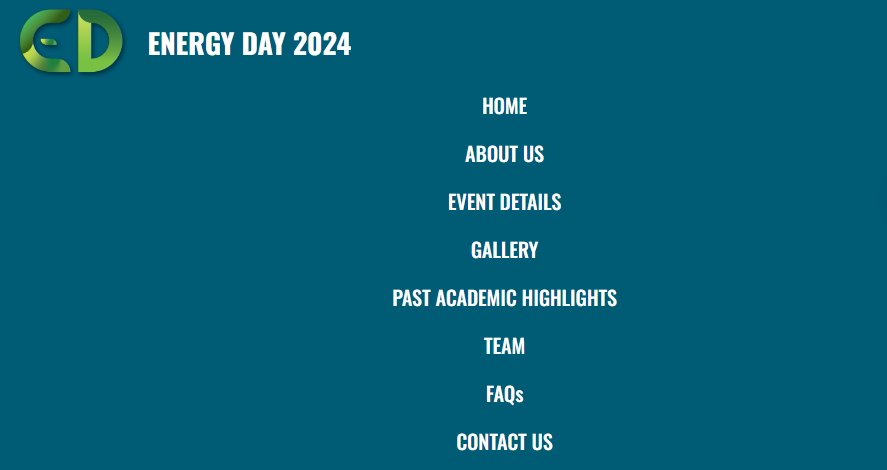 ED
ENERGY DAY 2024
HOME
ABOUT US
EVENT DETAILS
GALLERY
PAST ACADEMIC HIGHLIGHTS
TEAM
FAQs
CONTACT US